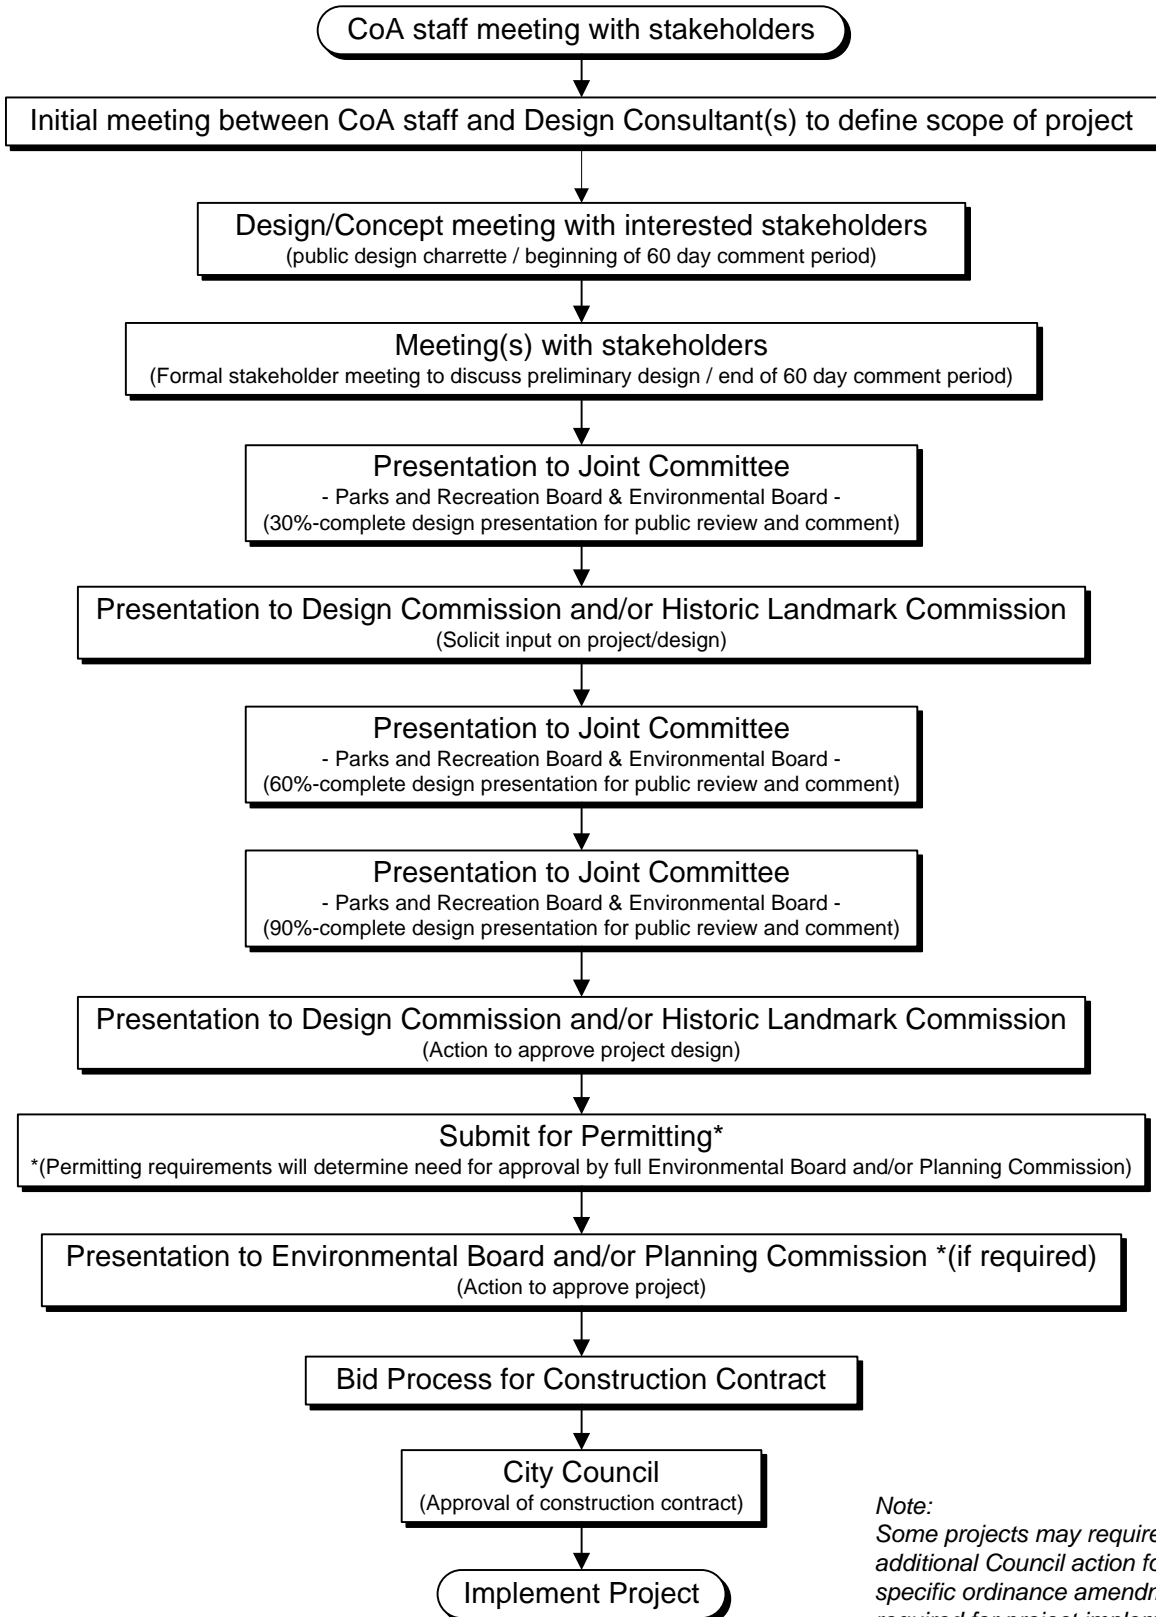 CoA staff meeting with stakeholders
Initial meeting between CoA staff and Design Consultant(s) to define scope of project
Design/Concept meeting with interested stakeholders
(public design charrette / beginning of 60 day comment period)
Meeting(s) with stakeholders
(Formal stakeholder meeting to discuss preliminary design / end of 60 day comment period)
Presentation to Joint Committee
- Parks and Recreation Board & Environmental Board -
(30%-complete design presentation for public review and comment)
Presentation to Design Commission and/or Historic Landmark Commission
(Solicit input on project/design)
Presentation to Joint Committee
- Parks and Recreation Board & Environmental Board -
(60%-complete design presentation for public review and comment)
Presentation to Joint Committee
- Parks and Recreation Board & Environmental Board -
(90%-complete design presentation for public review and comment)
Presentation to Design Commission and/or Historic Landmark Commission
(Action to approve project design)
Submit for Permitting*
*(Permitting requirements will determine need for approval by full Environmental Board and/or Planning Commission)
Presentation to Environmental Board and/or Planning Commission *(if required)
(Action to approve project)
Bid Process for Construction Contract
City Council
(Approval of construction contract)
Implement Project
Note:
Some projects may require
additional Council action
specific ordinance
required for project